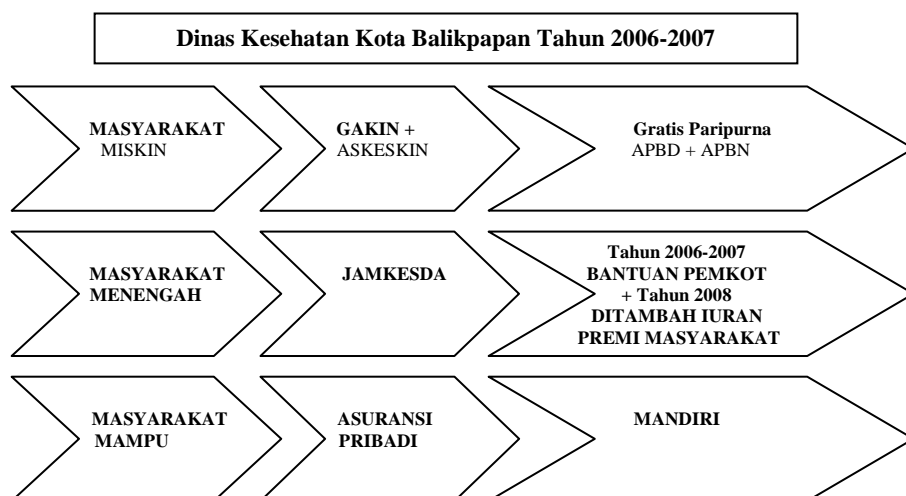 Dinas Kesehatan Kota Balikpapan Tahun 2006-2007
MASYARAKAT
MISKIN
GAKIN +
ASKESKIN
Gratis Paripurna
APBD + APBN
MASYARAKAT
MENENGAH
JAMKESDA
Tahun 2006-2007
BANTUAN PEMKOT
+ Tahun 2008
DITAMBAH IURAN
PREMI MASYARAKAT
MASYARAKAT
MAMPU
ASURANSI
PRIBADI
MANDIRI